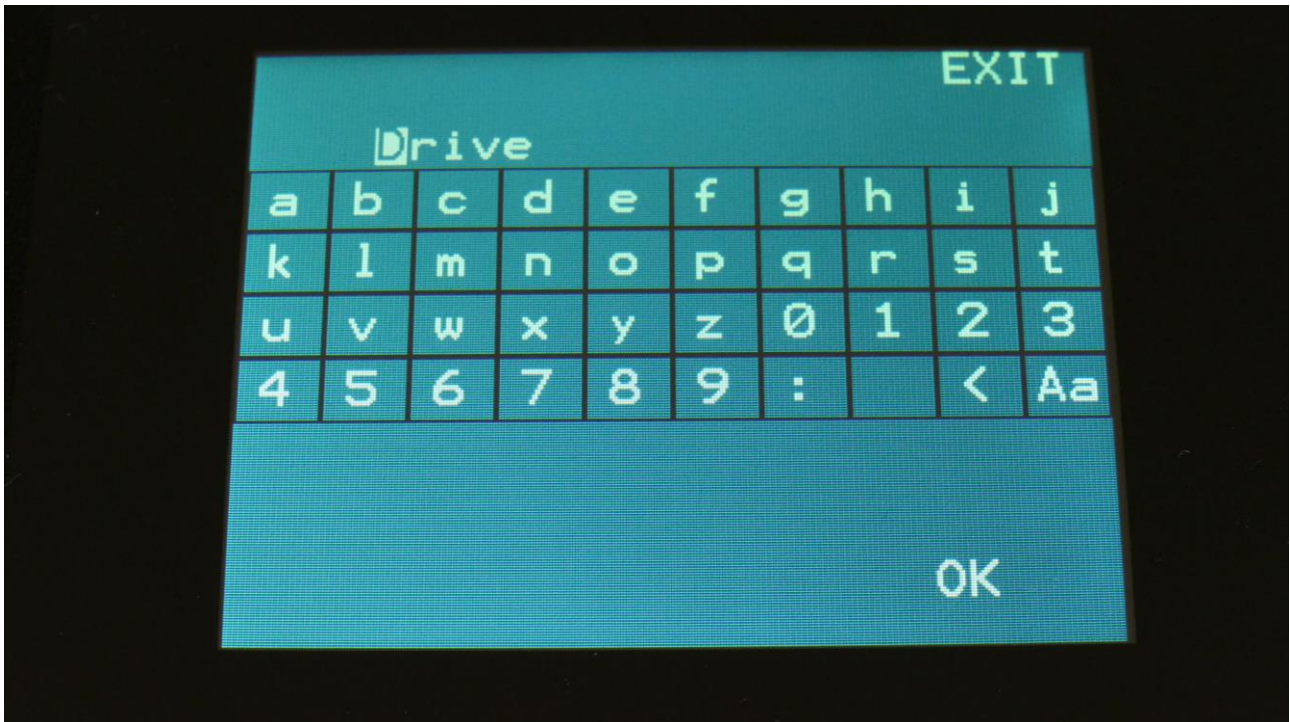 EXIT
Drive
a b c d e f g h i j
k l m n o p q r s t
u v w x y z 0 1 2 3
4 5 6 7 8 9 : < Aa
OK